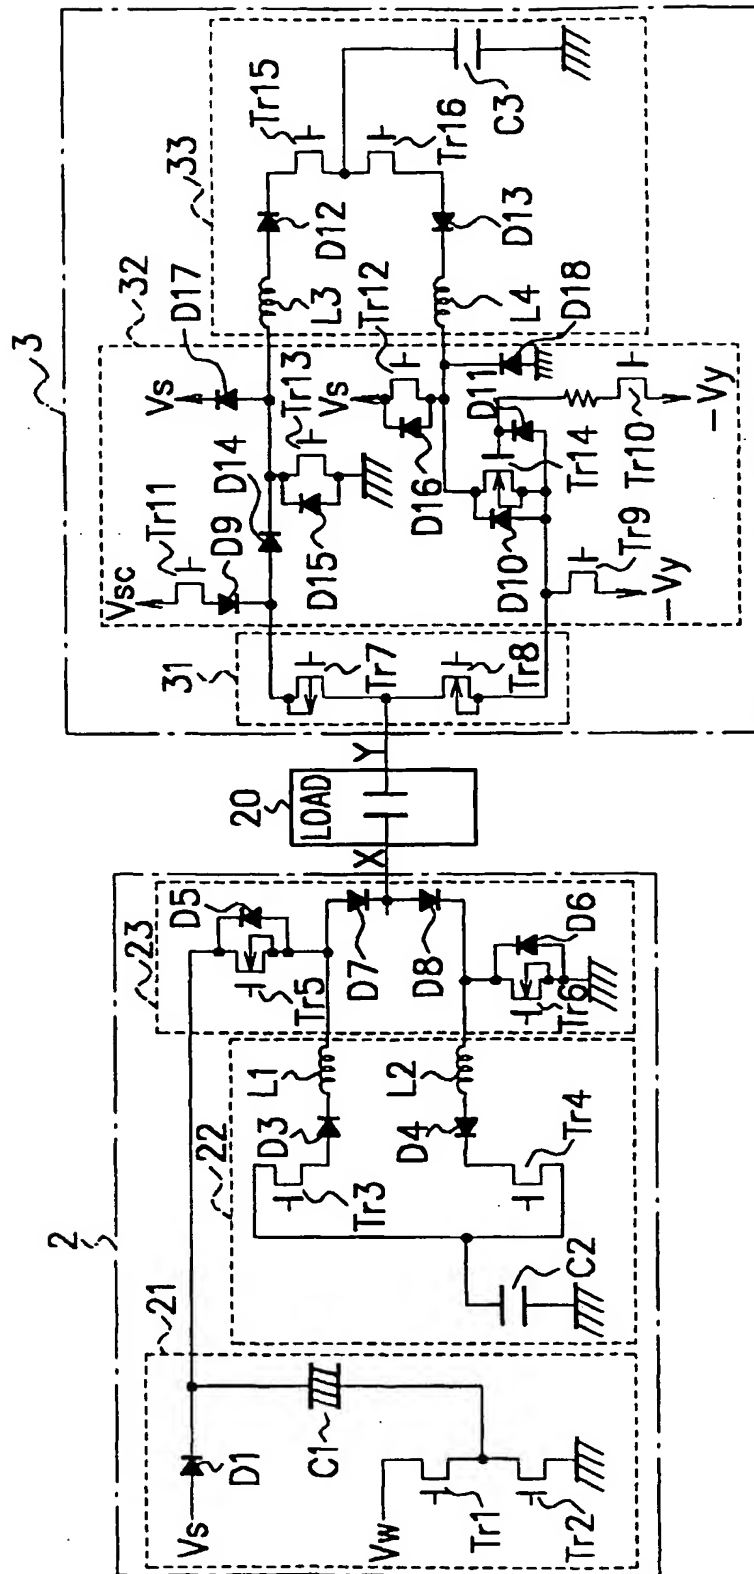 2
21
Vs
D1
C1
Vw
Tr1
Tr2
22
Tr3
D3
L1
D4
L2
Tr4
C2
23
D5
Tr5
D7
D8
D6
Tr6
20
LOAD
X
Y
3
31
Tr7
Tr8
32
Vsc
Tr11
D9
D14
Vs
D17
D15
Tr13
Vs
Tr12
D16
D18
D11
D10
Tr14
Tr9
-Vy
Tr10
-Vy
33
L3
D12
Tr15
L4
D13
Tr16
C3